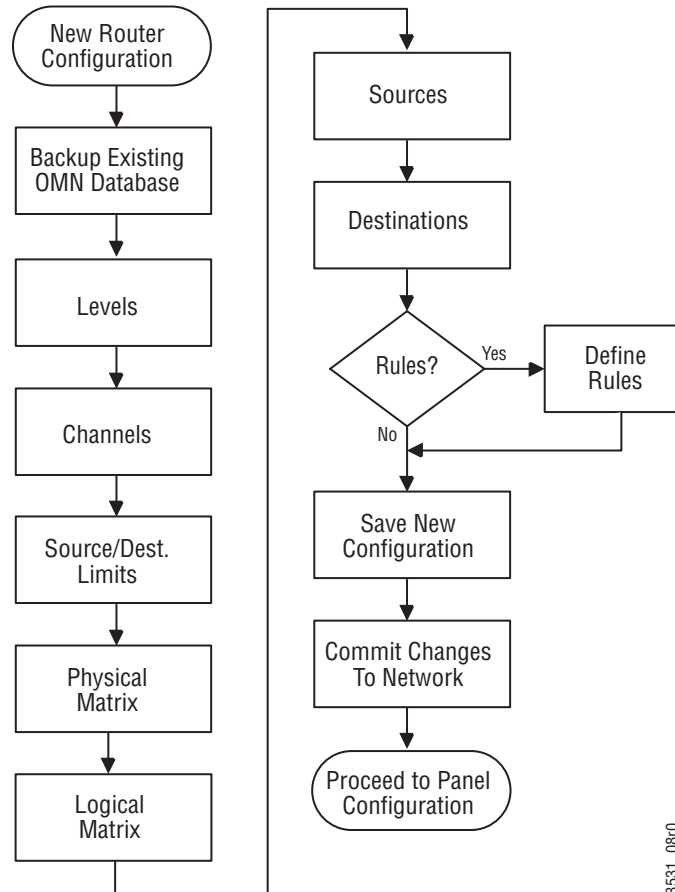 New Router
Configuration
Backup Existing
OMN Database
Levels
Channels
Source/Dest.
Limits
Physical
Matrix
Logical
Matrix
Sources
Destinations
Rules?
Yes
Define
Rules
No
Save New
Configuration
Commit Changes
To Network
Proceed to Panel
Configuration